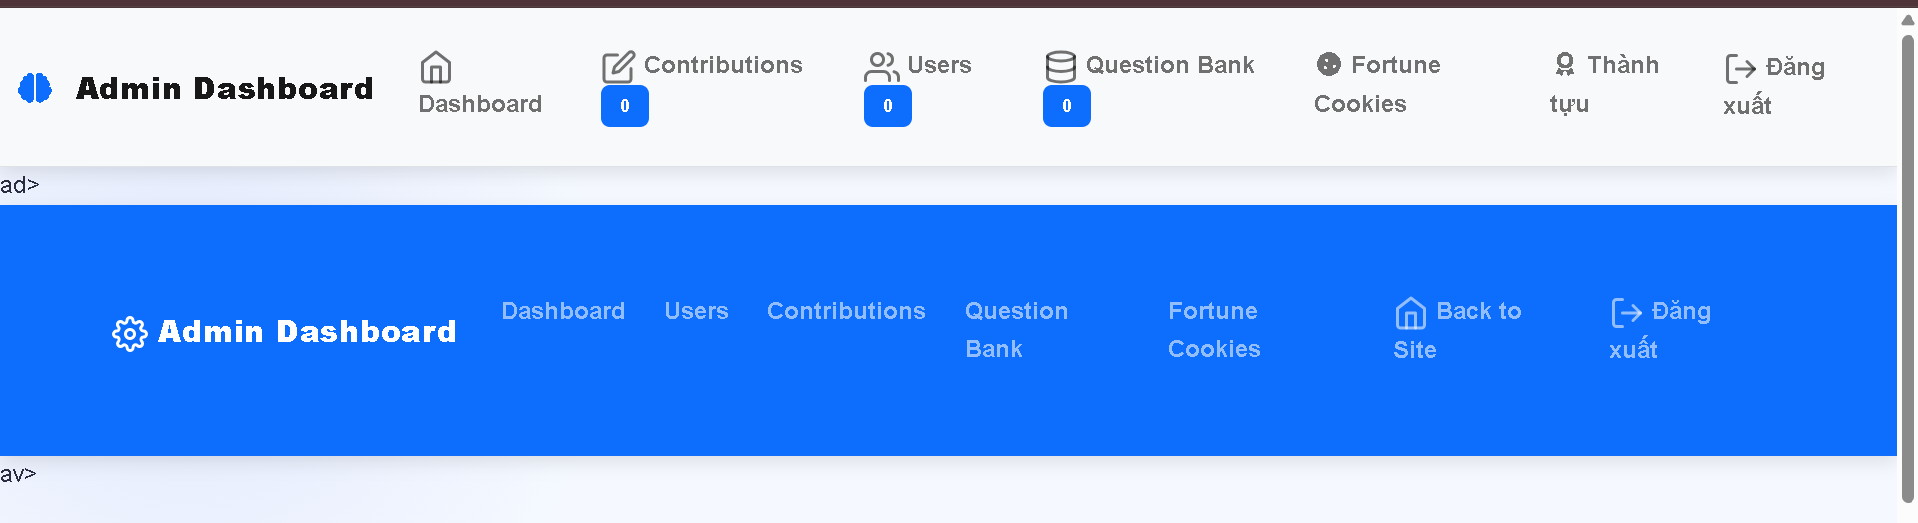 Admin Dashboard
Dashboard
Contributions
0
Users
0
Question Bank
0
Fortune
Cookies
Thành
tựu
Đăng
xuất
ad>
Admin Dashboard
Dashboard
Users
Contributions
Question
Bank
Fortune
Cookies
Back to
Site
Đăng
xuất
av>